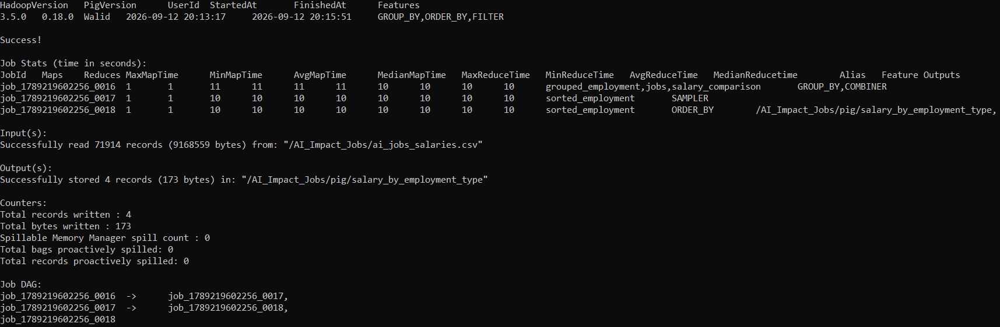 HadoopVersion PigVersion UserId StartedAt FinishedAt Features
3.5.0 0.18.0 Walid 2026-09-12 20:13:17 2026-09-12 20:15:51 GROUP_BY,ORDER_BY,FILTER
Success!
Job Stats (time in seconds):
JobId Maps Reduces MaxMapTime MinMapTime AvgMapTime MedianMapTime MaxReduceTime MinReduceTime AvgReduceTime MedianReducetime Alias Feature Outputs
job_1789219602256_0016 1 1 11 11 11 11 10 10 10 10 grouped_employment,jobs,salary_comparison GROUP_BY,COMBINER
job_1789219602256_0017 1 1 10 10 10 10 10 10 10 10 sorted_employment SAMPLER
job_1789219602256_0018 1 1 10 10 10 10 10 10 10 10 sorted_employment ORDER_BY /AI_Impact_Jobs/pig/salary_by_employment_type,
Input(s):
Successfully read 71914 records (9168559 bytes) from: "/AI_Impact_Jobs/ai_jobs_salaries.csv"
Output(s):
Successfully stored 4 records (173 bytes) in: "/AI_Impact_Jobs/pig/salary_by_employment_type"
Counters:
Total records written : 4
Total bytes written : 173
Spillable Memory Manager spill count : 0
Total bags proactively spilled: 0
Total records proactively spilled: 0
Job DAG:
job_1789219602256_0016 -> job_1789219602256_0017,
job_1789219602256_0017 -> job_1789219602256_0018,
job_1789219602256_0018